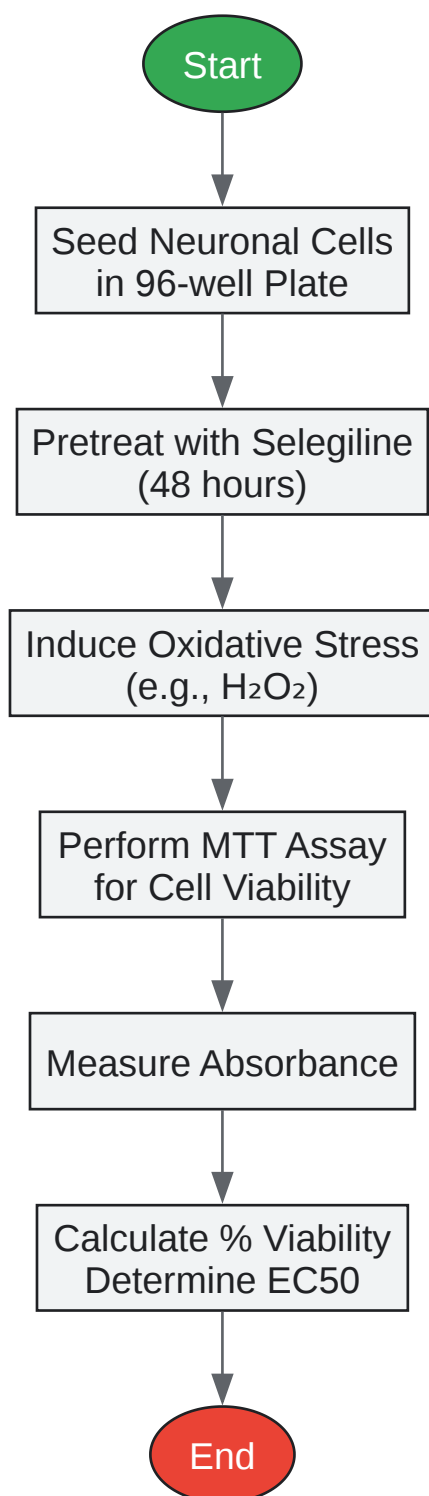 Start
Seed Neuronal Cells
in 96-well Plate
Pretreat with Selegiline
(48 hours)
Induce Oxidative Stress
(e.g., H₂O₂)
Perform MTT Assay
for Cell Viability
Measure Absorbance
Calculate % Viability
Determine EC50
End